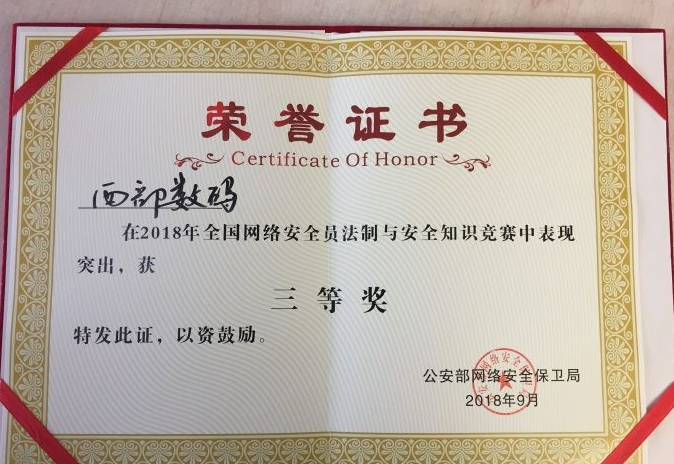 荣誉证书
Certificate Of Honor
西部数码
在2018年全国网络安全员法制与安全知识竞赛中表现
突出，获
三等奖
特发此证，以资鼓励。
公安部网络安全保卫局
2018年9月